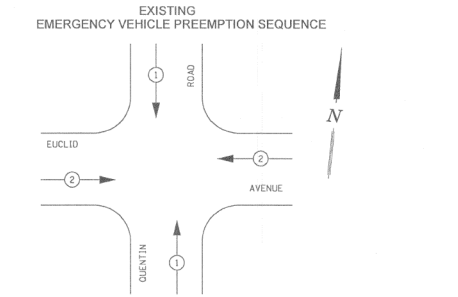 EXISTING
EMERGENCY VEHICLE PREEMPTION SEQUENCE
1
ROAD
N
EUCLID
2
2
AVENUE
QUENTIN
1